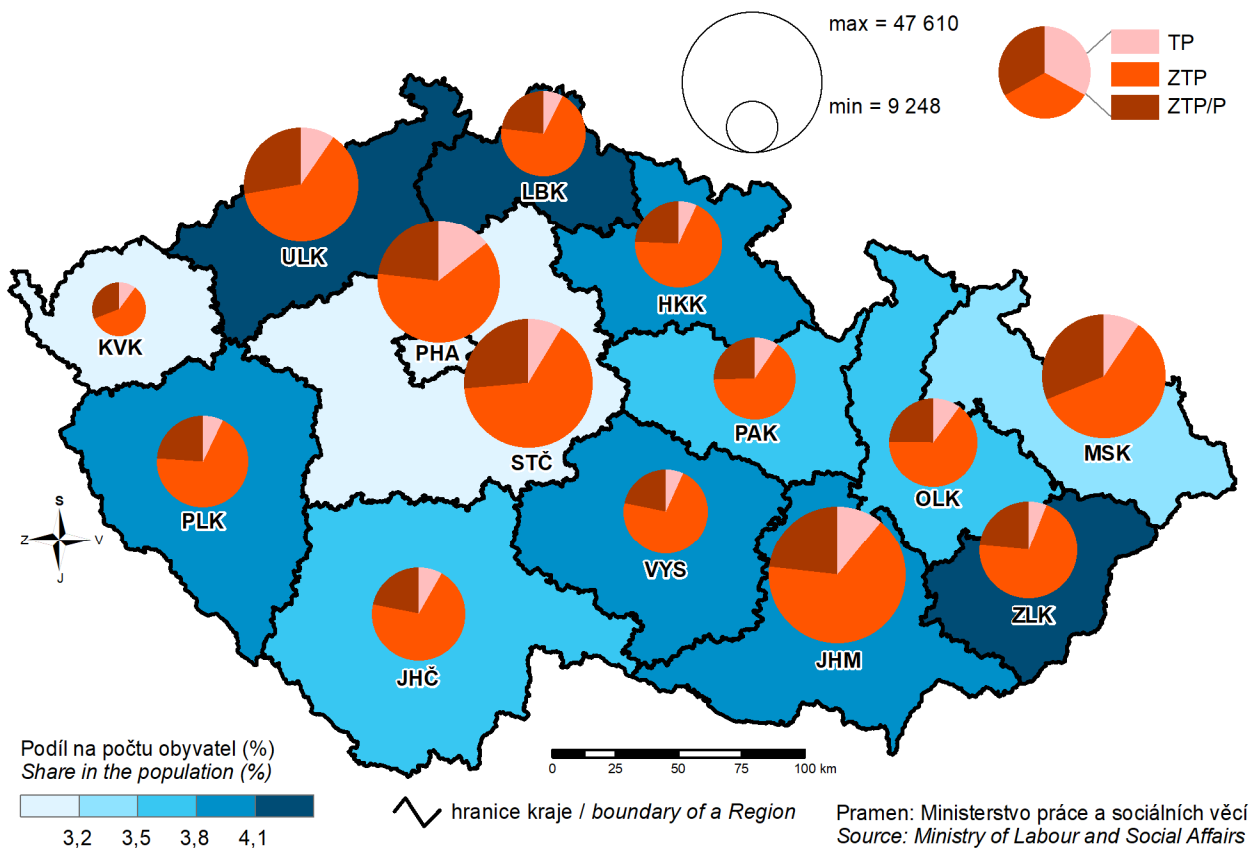 max = 47 610
min = 9 248
TP
ZTP
ZTP/P
LBK
ULK
HKK
KVK
PHA
PAK
STČ
MSK
OLK
PLK
VYS
ZLK
JHM
JHČ
S
Z V
J
Podíl na počtu obyvatel (%)
Share in the population (%)
3,2 3,5 3,8 4,1
0 25 50 75 100 km
hranice kraje / boundary of a Region
Pramen: Ministerstvo práce a sociálních věcí
Source: Ministry of Labour and Social Affairs